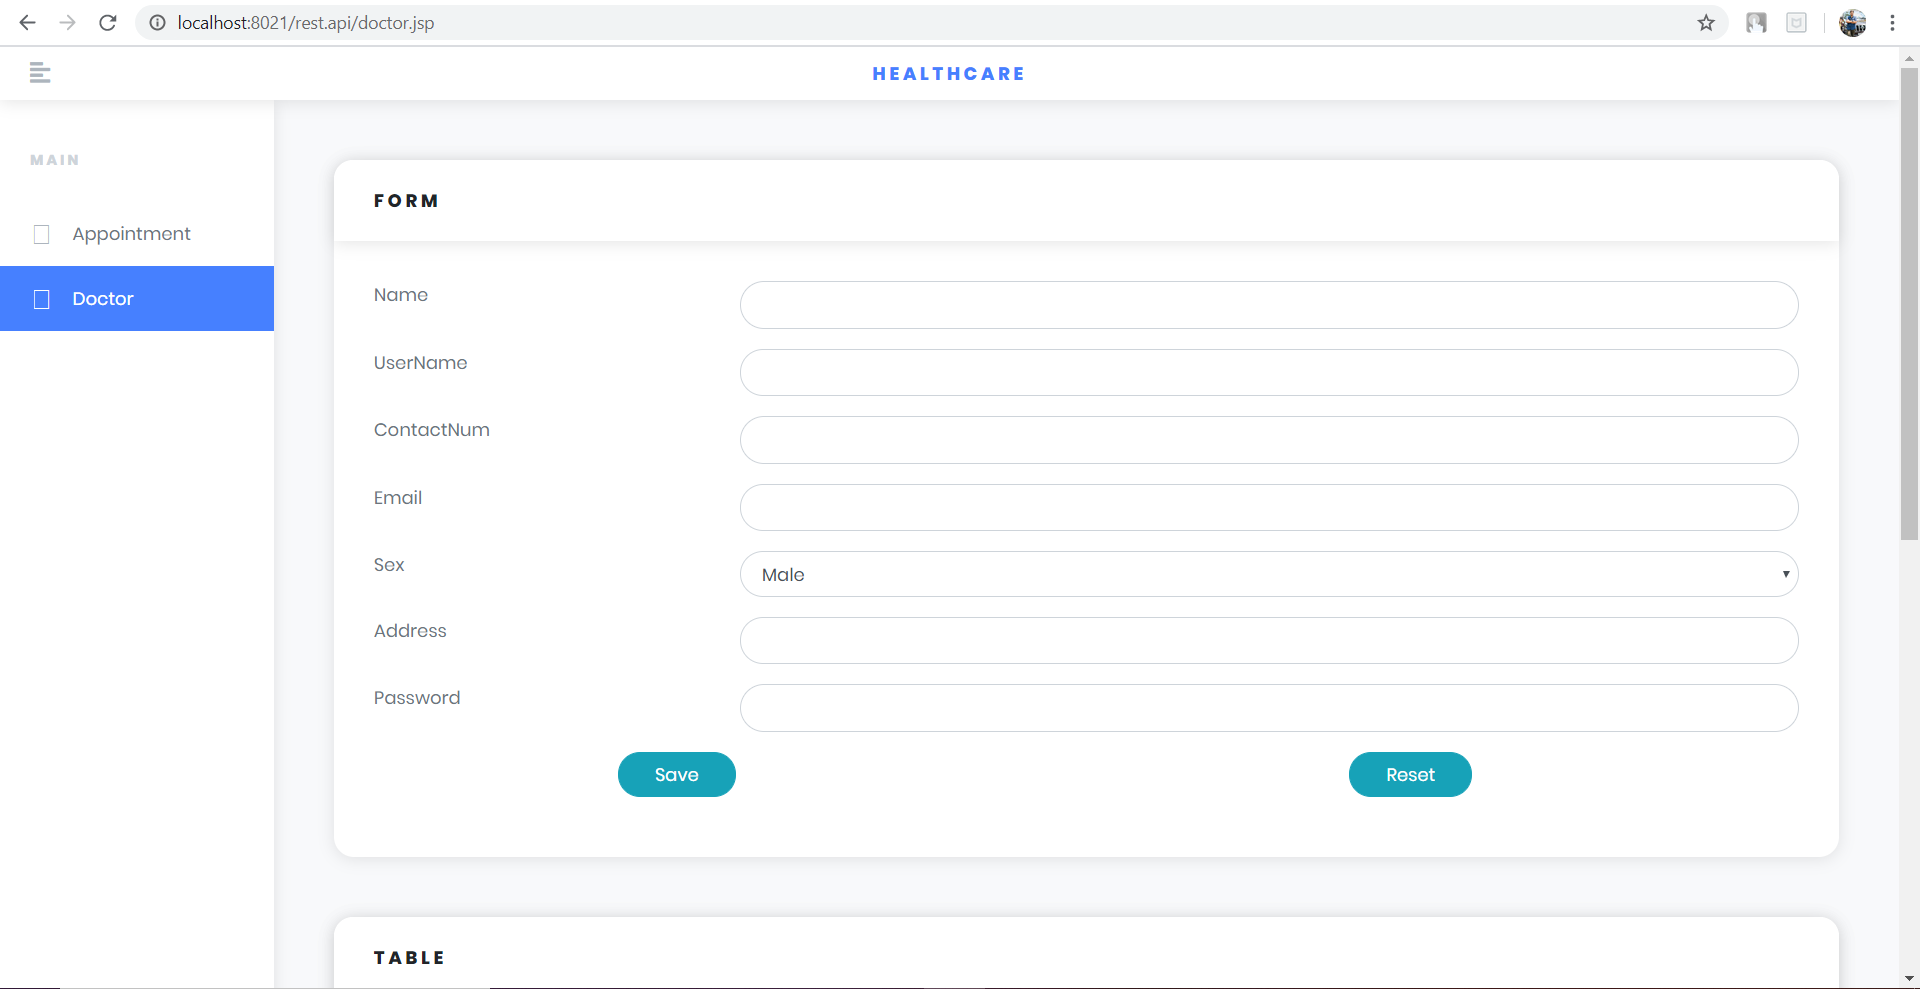 localhost:8021/rest.api/doctor.jsp
HEALTHCARE
MAIN
Appointment
Doctor
FORM
Name
UserName
ContactNum
Email
Sex
Male
Address
Password
Save
Reset
TABLE